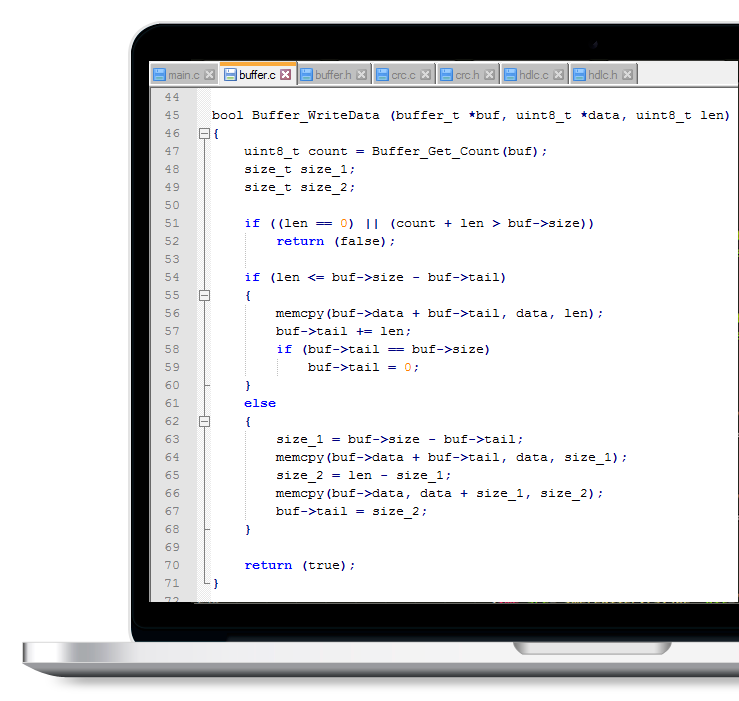 main.c buffer.c buffer.h crc.c crc.h hdlc.c hdlc.h
44
45 bool Buffer_WriteData (buffer_t *buf, uint8_t *data, uint8_t len)
46 {
47 uint8_t count = Buffer_Get_Count(buf);
48 size_t size_1;
49 size_t size_2;
50
51 if ((len == 0) || (count + len > buf->size))
52 return (false);
53
54 if (len <= buf->size - buf->tail)
55 {
56 memcpy(buf->data + buf->tail, data, len);
57 buf->tail += len;
58 if (buf->tail == buf->size)
59 buf->tail = 0;
60 }
61 else
62 {
63 size_1 = buf->size - buf->tail;
64 memcpy(buf->data + buf->tail, data, size_1);
65 size_2 = len - size_1;
66 memcpy(buf->data, data + size_1, size_2);
67 buf->tail = size_2;
68 }
69
70 return (true);
71 }
72